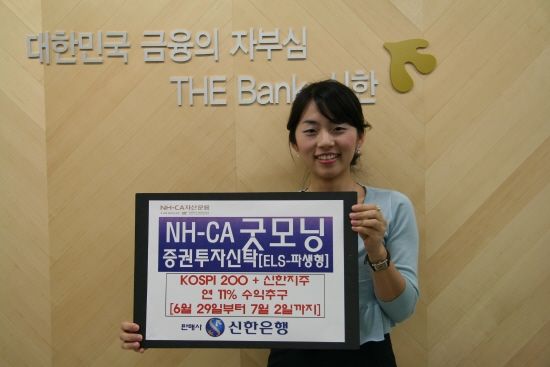 대한민국 금융의 자부심
THE Bank 신한
NH-CA자산운용
NH-CA 굿모닝
증권투자신탁[ELS-파생형]
KOSPI 200 + 신한지주
연 11% 수익추구
[6월 29일부터 7월 2일까지]
판매사 신한은행